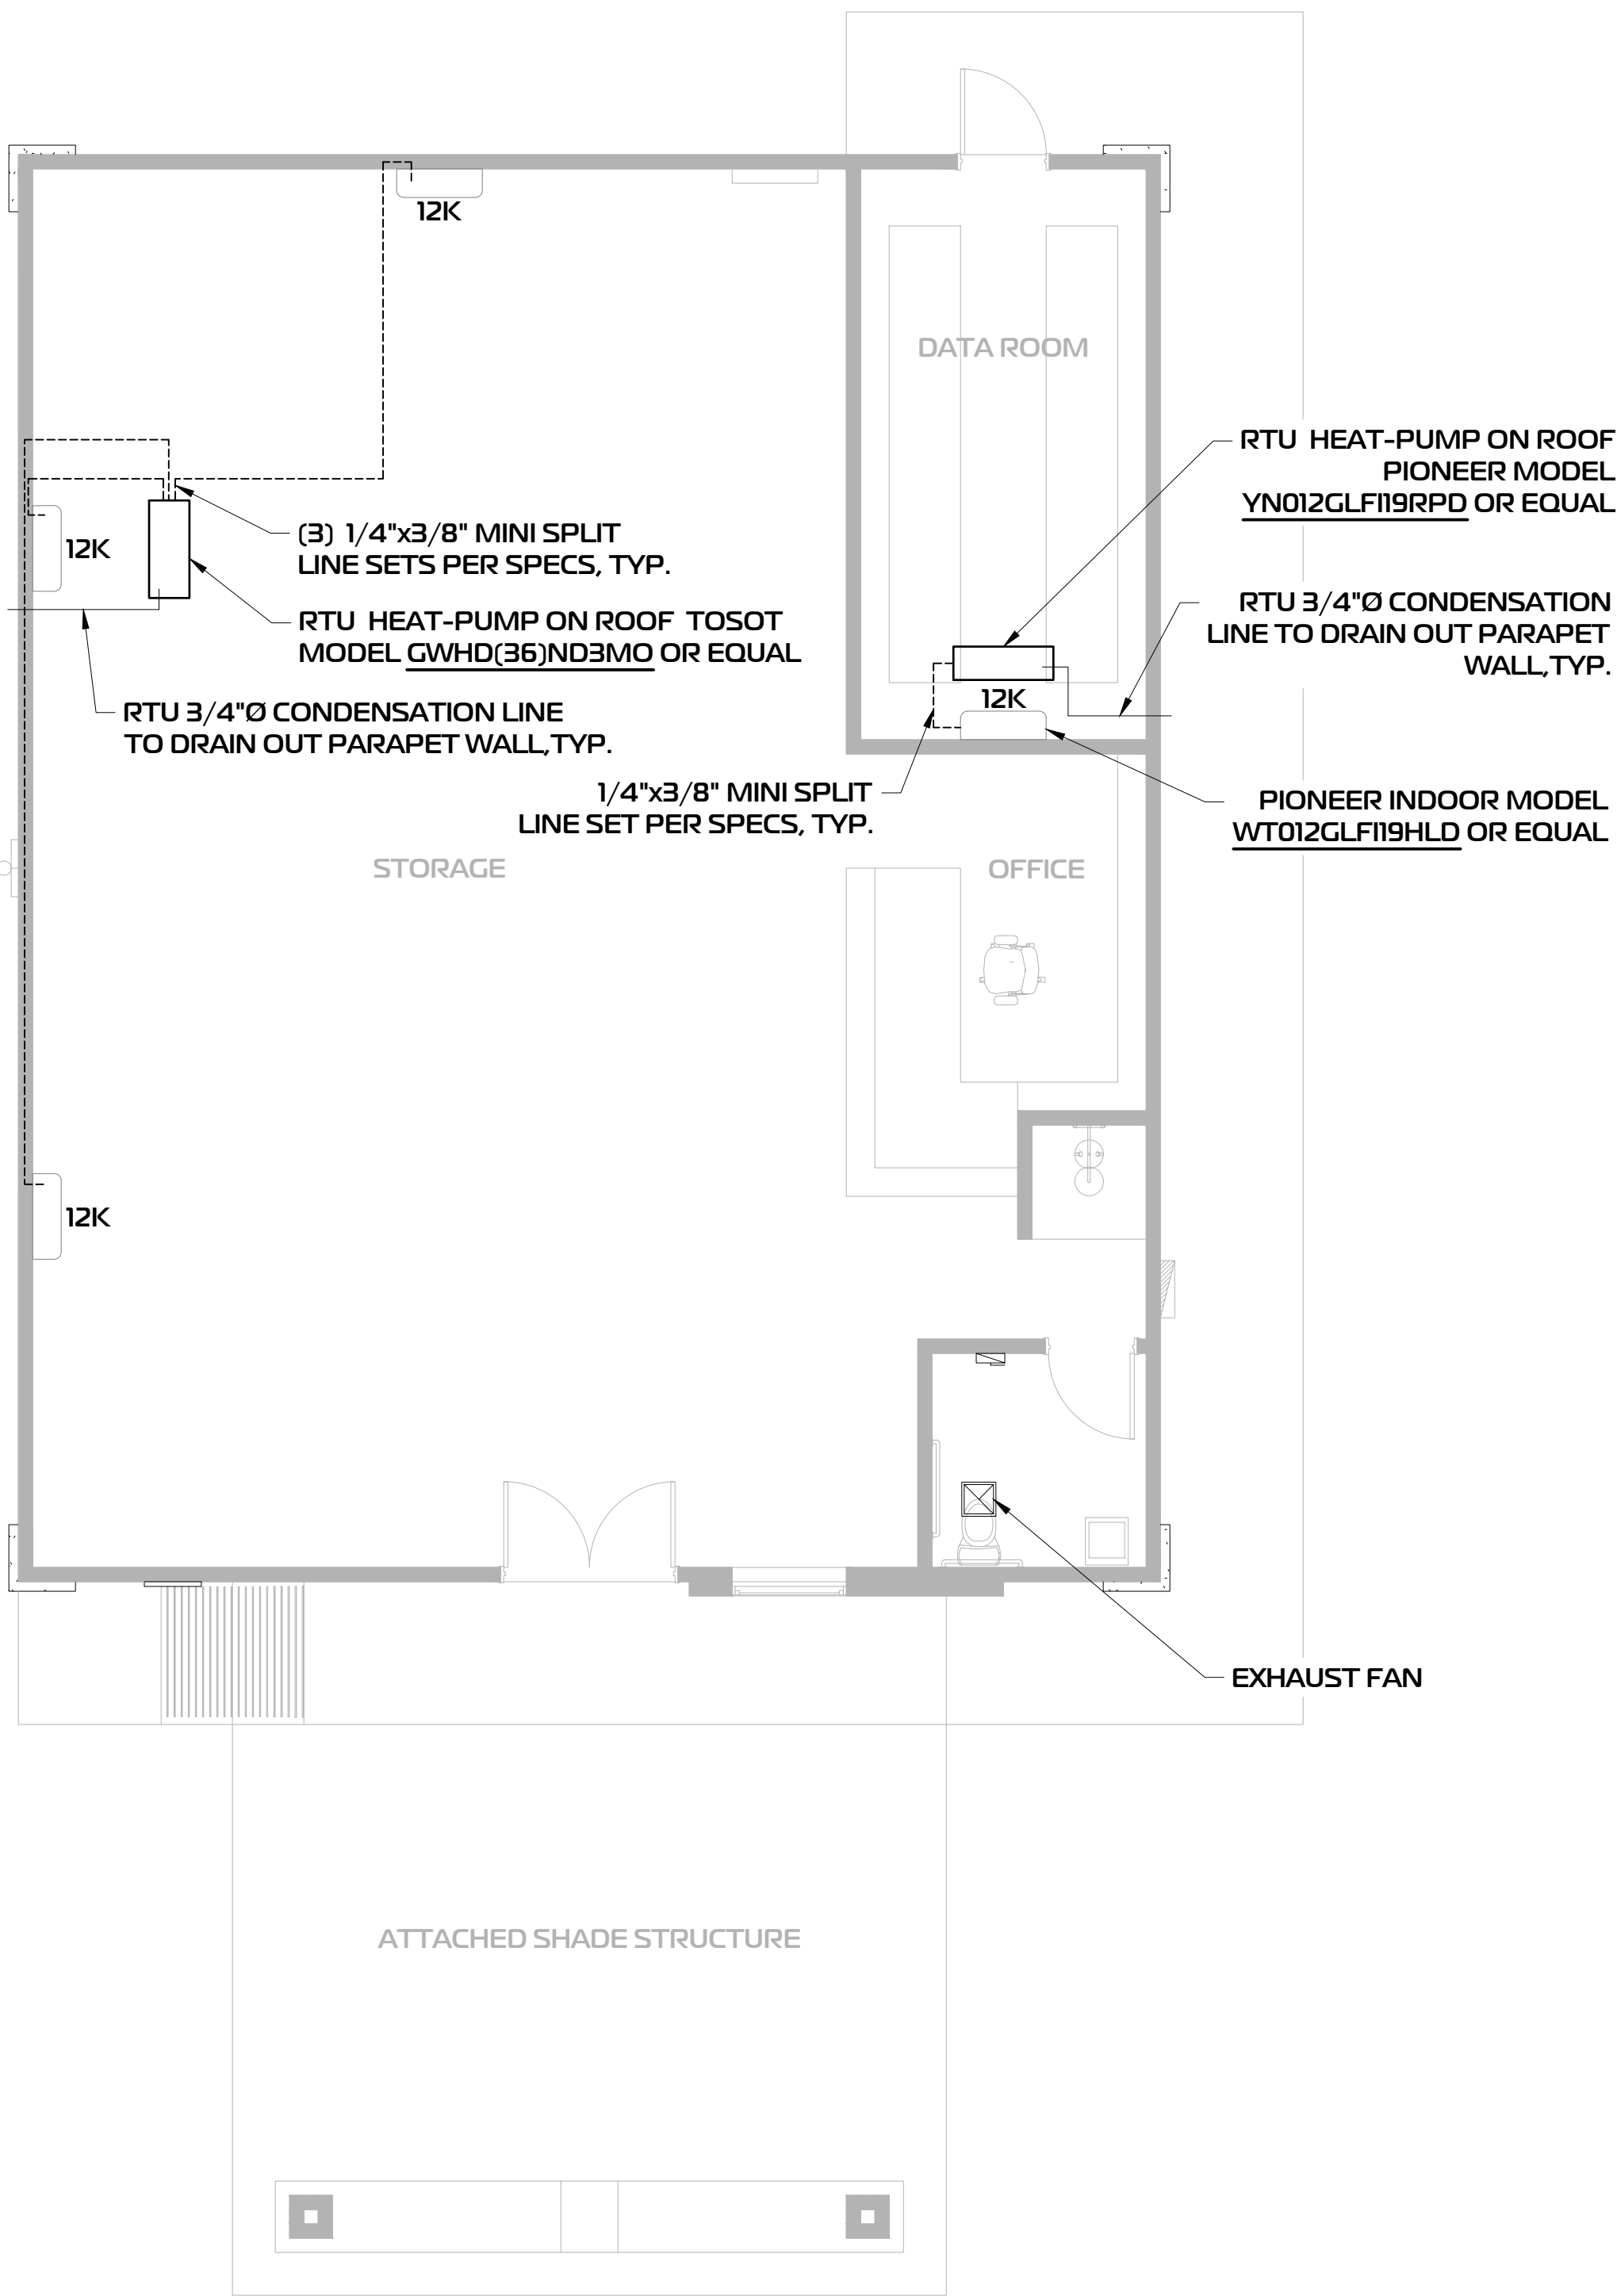 12K
DATA ROOM
RTU HEAT-PUMP ON ROOF
PIONEER MODEL
YN012GLFI19RPD OR EQUAL
(3) 1/4"x3/8" MINI SPLIT
LINE SETS PER SPECS, TYP.
12K
RTU HEAT-PUMP ON ROOF TOSOT
MODEL GWHD(36)ND3MO OR EQUAL
RTU 3/4"Ø CONDENSATION
LINE TO DRAIN OUT PARAPET
WALL,TYP.
12K
RTU 3/4"Ø CONDENSATION LINE
TO DRAIN OUT PARAPET WALL,TYP.
1/4"x3/8" MINI SPLIT
LINE SET PER SPECS, TYP.
PIONEER INDOOR MODEL
WT012GLFI19HLD OR EQUAL
STORAGE
OFFICE
12K
EXHAUST FAN
ATTACHED SHADE STRUCTURE